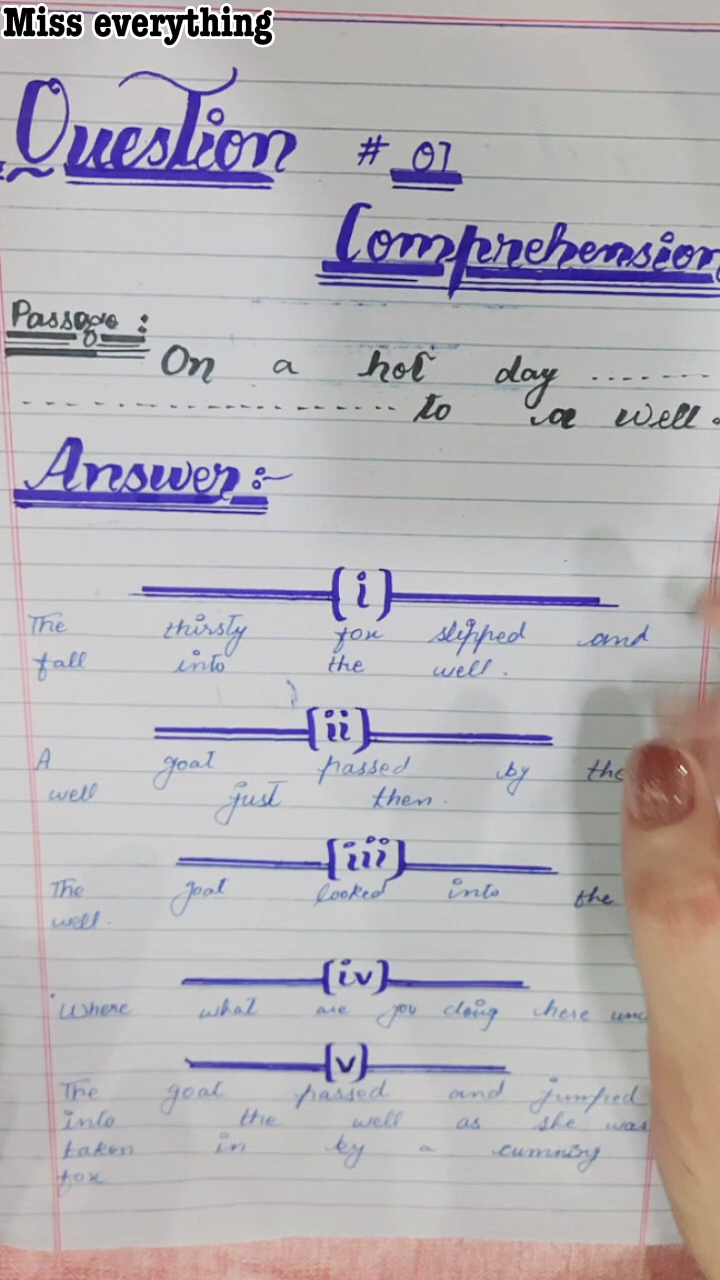 Miss everything
Question # 01
Comprehension
Passage:
On a hot day ......
.......................... to a well.
Answer:-
(i)
The thirsty fox slipped and
fall into the well.
(ii)
A goat passed by the
well just then.
(iii)
The goat looked into the
well.
(iv)
Where what are you doing here
(v)
The goat passed and jumped
into the well as she was
taken in by a cumning
fox